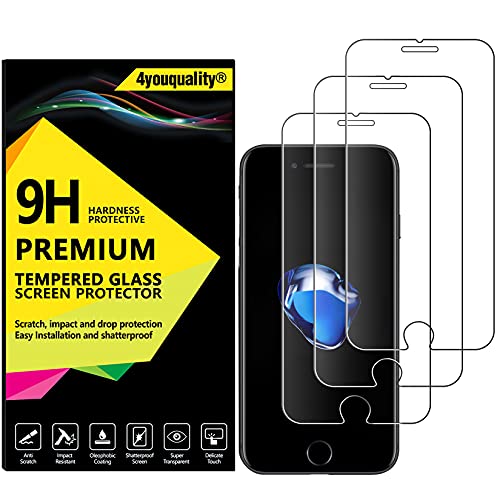 4youquality®
9H
HARDNESS
PROTECTIVE
PREMIUM
TEMPERED GLASS
SCREEN PROTECTOR
Scratch, impact and drop protection
Easy Installation and shatterproof
Anti
Scratch
Impact
Resistant
Oleophobic
Coating
Shatterproof
Screen
Super
Transparent
Delicate
Touch